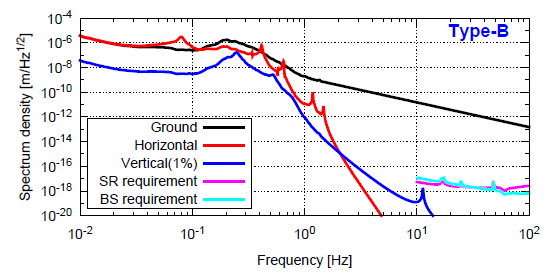 Type-B
Spectrum density [m/Hz^1/2]
10^-4
10^-6
10^-8
10^-10
10^-12
10^-14
10^-16
10^-18
10^-20
Ground
Horizontal
Vertical(1%)
SR requirement
BS requirement
10^-2 10^-1 10^0 10^1 10^2
Frequency [Hz]